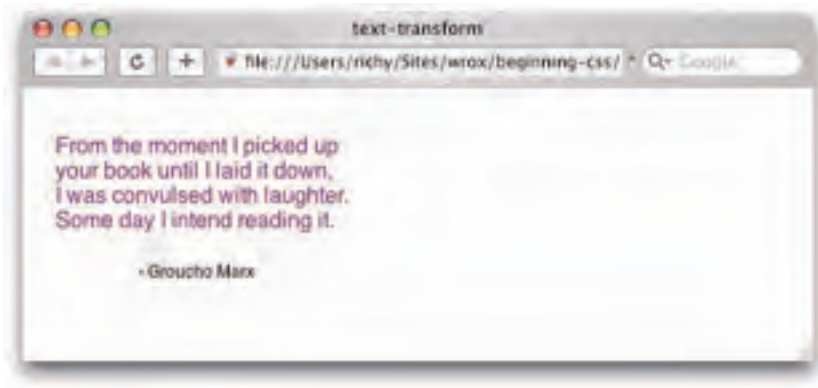 text-transform
file:///Users/richy/Sites/wrox/beginning-css/
Google
From the moment I picked up
your book until I laid it down,
I was convulsed with laughter.
Some day I intend reading it.
- Groucho Marx